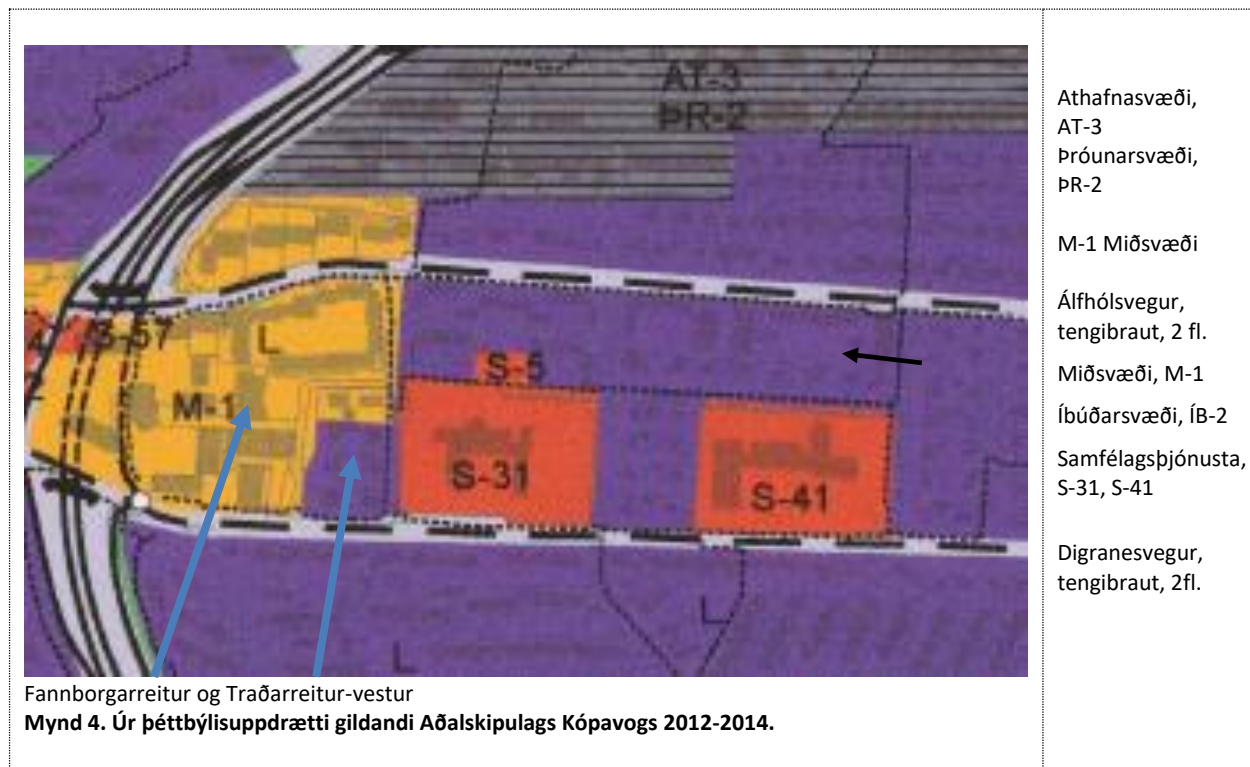 AT-3
ÞR-2
S-57
4
L
M-1
S-5
S-31
S-41
L
L
Fannborgarreitur og Traðarreitur-vestur
Mynd 4. Úr þéttbýlisuppdrætti gildandi Aðalskipulags Kópavogs 2012-2014.
Athafnasvæði,
AT-3
Þróunarsvæði,
ÞR-2
M-1 Miðsvæði
Álfhólsvegur,
tengibraut, 2 fl.
Miðsvæði, M-1
Íbúðarsvæði, ÍB-2
Samfélagsþjónusta,
S-31, S-41
Digranesvegur,
tengibraut, 2fl.